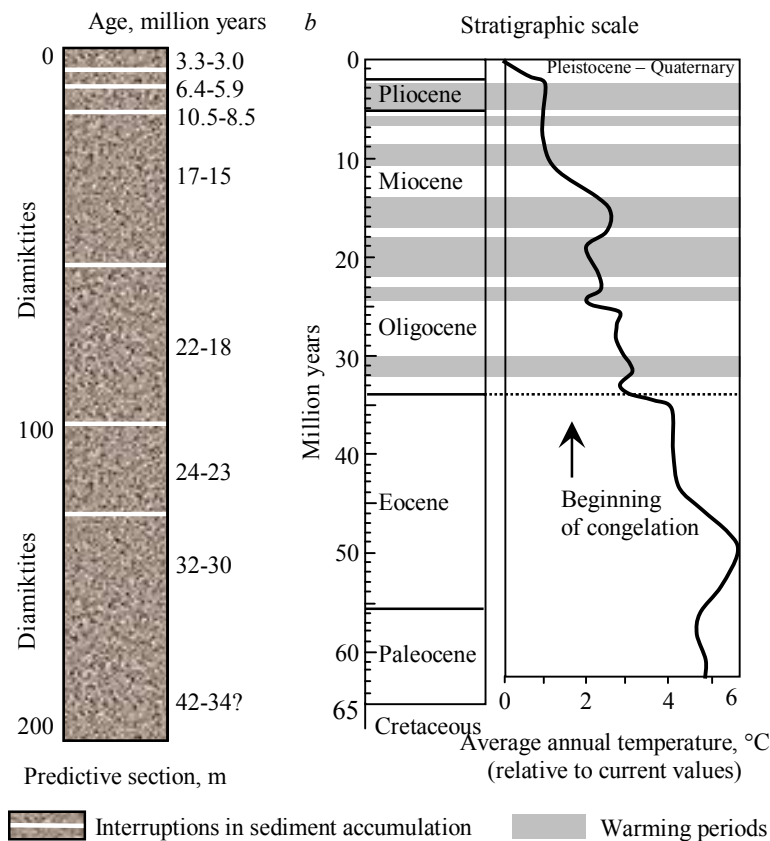 Age, million years
0
3.3-3.0
6.4-5.9
10.5-8.5
17-15
Diamiktites
22-18
100
24-23
32-30
Diamiktites
42-34?
200
Predictive section, m
b
Stratigraphic scale
Pleistocene – Quaternary
0
Pliocene
10
Miocene
20
Oligocene
30
Million years
40
Beginning
of congelation
Eocene
50
60
Paleocene
65
Cretaceous
0 2 4 6
Average annual temperature, °C
(relative to current values)
Interruptions in sediment accumulation
Warming periods